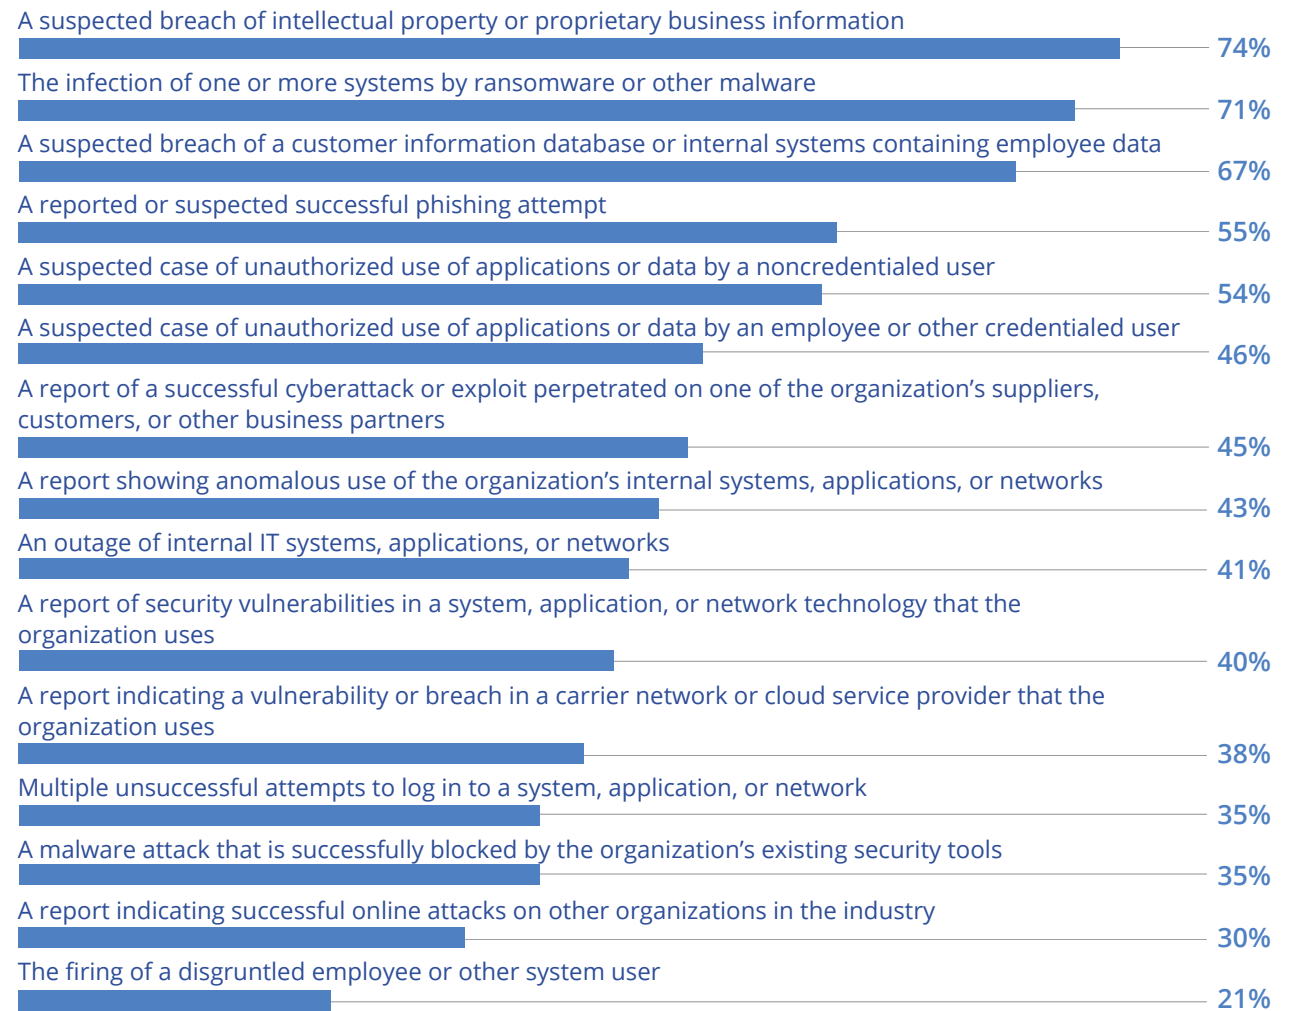 A suspected breach of intellectual property or proprietary business information
74%
The infection of one or more systems by ransomware or other malware
71%
A suspected breach of a customer information database or internal systems containing employee data
67%
A reported or suspected successful phishing attempt
55%
A suspected case of unauthorized use of applications or data by a noncredentialed user
54%
A suspected case of unauthorized use of applications or data by an employee or other credentialed user
46%
A report of a successful cyberattack or exploit perpetrated on one of the organization’s suppliers,
customers, or other business partners
45%
A report showing anomalous use of the organization’s internal systems, applications, or networks
43%
An outage of internal IT systems, applications, or networks
41%
A report of security vulnerabilities in a system, application, or network technology that the
organization uses
40%
A report indicating a vulnerability or breach in a carrier network or cloud service provider that the
organization uses
38%
Multiple unsuccessful attempts to log in to a system, application, or network
35%
A malware attack that is successfully blocked by the organization’s existing security tools
35%
A report indicating successful online attacks on other organizations in the industry
30%
The firing of a disgruntled employee or other system user
21%